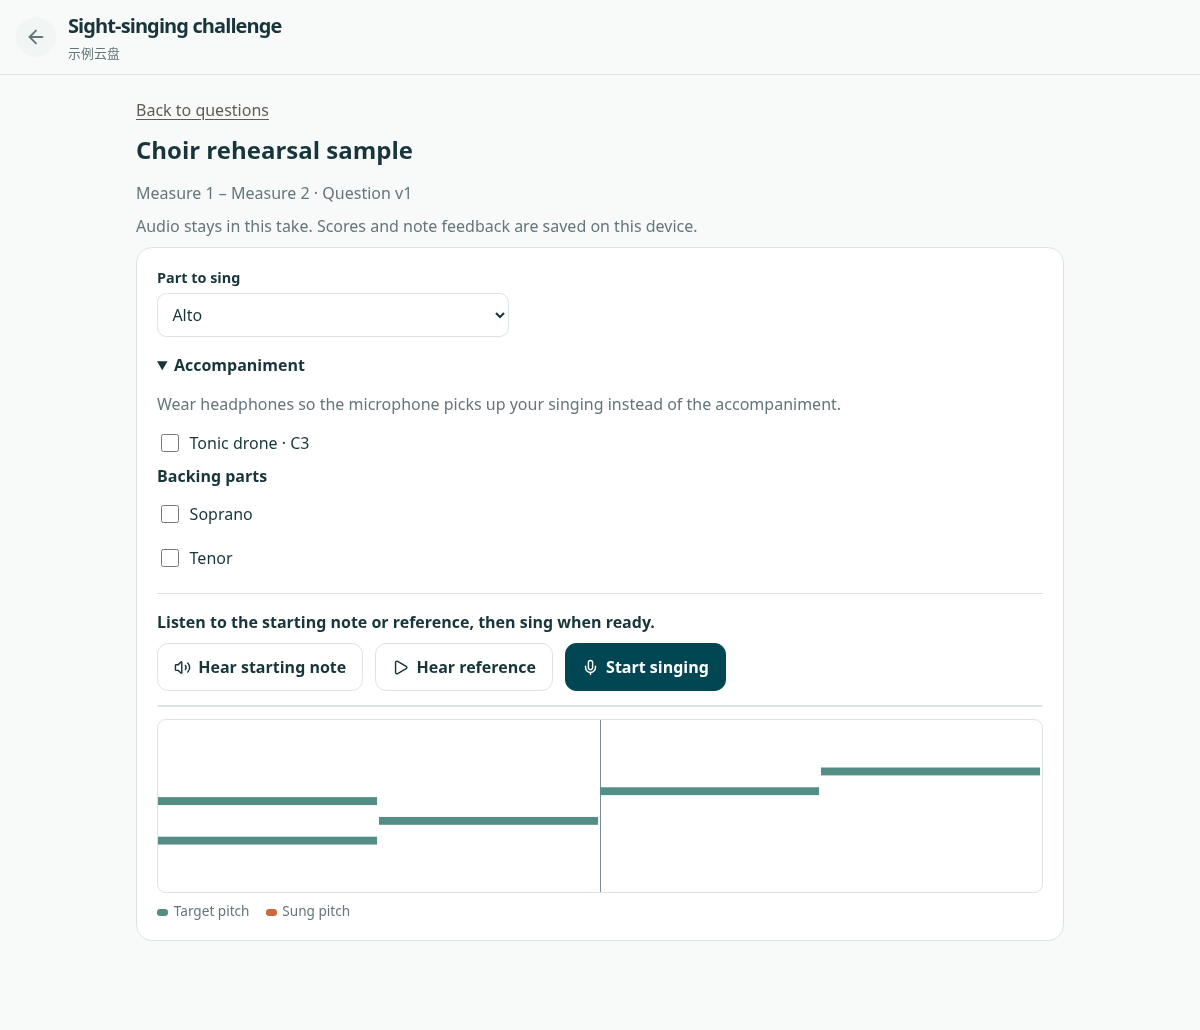 Sight-singing challenge
示例云盘
Back to questions
Choir rehearsal sample
Measure 1 – Measure 2 · Question v1
Audio stays in this take. Scores and note feedback are saved on this device.
Part to sing
Alto
Accompaniment
Wear headphones so the microphone picks up your singing instead of the accompaniment.
Tonic drone · C3
Backing parts
Soprano
Tenor
Listen to the starting note or reference, then sing when ready.
Hear starting note
Hear reference
Start singing
Target pitch
Sung pitch